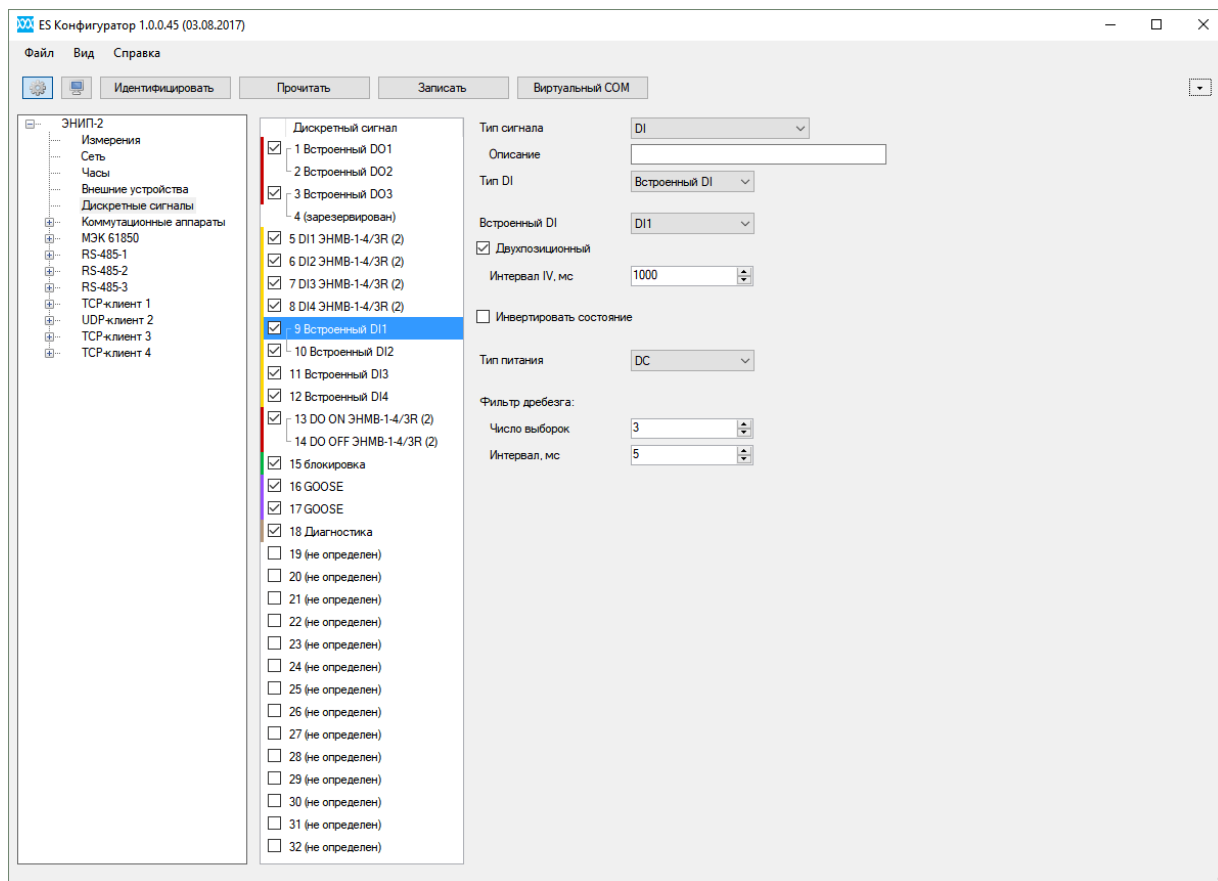 ES Конфигуратор 1.0.0.45 (03.08.2017)
Файл Вид Справка
Идентифицировать Прочитать Записать Виртуальный COM
ЭНИП-2
Измерения
Сеть
Часы
Внешние устройства
Дискретные сигналы
Коммутационные аппараты
МЭК 61850
RS-485-1
RS-485-2
RS-485-3
TCP-клиент 1
UDP-клиент 2
TCP-клиент 3
TCP-клиент 4
Дискретный сигнал
1 Встроенный DO1
2 Встроенный DO2
3 Встроенный DO3
4 (зарезервирован)
5 DI1 ЭНМВ-1-4/3R (2)
6 DI2 ЭНМВ-1-4/3R (2)
7 DI3 ЭНМВ-1-4/3R (2)
8 DI4 ЭНМВ-1-4/3R (2)
9 Встроенный DI1
10 Встроенный DI2
11 Встроенный DI3
12 Встроенный DI4
13 DO ON ЭНМВ-1-4/3R (2)
14 DO OFF ЭНМВ-1-4/3R (2)
15 блокировка
16 GOOSE
17 GOOSE
18 Диагностика
19 (не определен)
20 (не определен)
21 (не определен)
22 (не определен)
23 (не определен)
24 (не определен)
25 (не определен)
26 (не определен)
27 (не определен)
28 (не определен)
29 (не определен)
30 (не определен)
31 (не определен)
32 (не определен)
Тип сигнала DI
Описание
Тип DI Встроенный DI
Встроенный DI DI1
Двухпозиционный
Интервал IV, мс 1000
Инвертировать состояние
Тип питания DC
Фильтр дребезга:
Число выборок 3
Интервал, мс 5